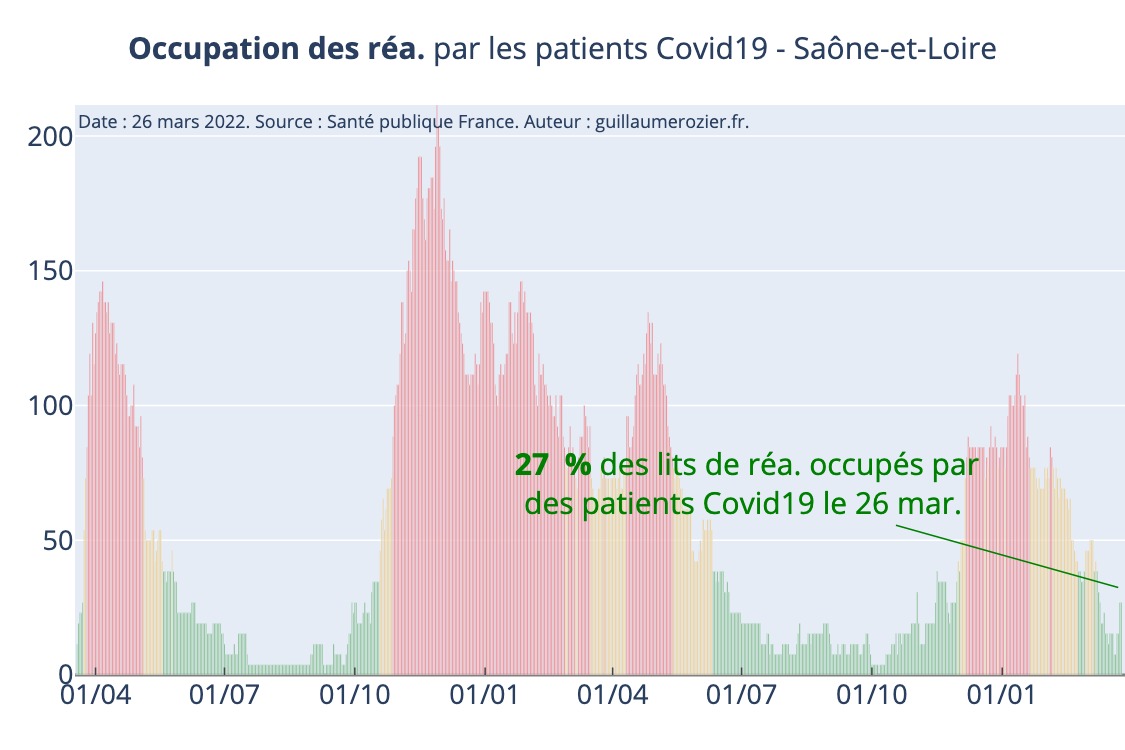 Occupation des réa. par les patients Covid19 - Saône-et-Loire
Date : 26 mars 2022. Source : Santé publique France. Auteur : guillaumerozier.fr.
200
150
100
50
0
27 % des lits de réa. occupés par
des patients Covid19 le 26 mar.
01/04 01/07 01/10 01/01 01/04 01/07 01/10 01/01